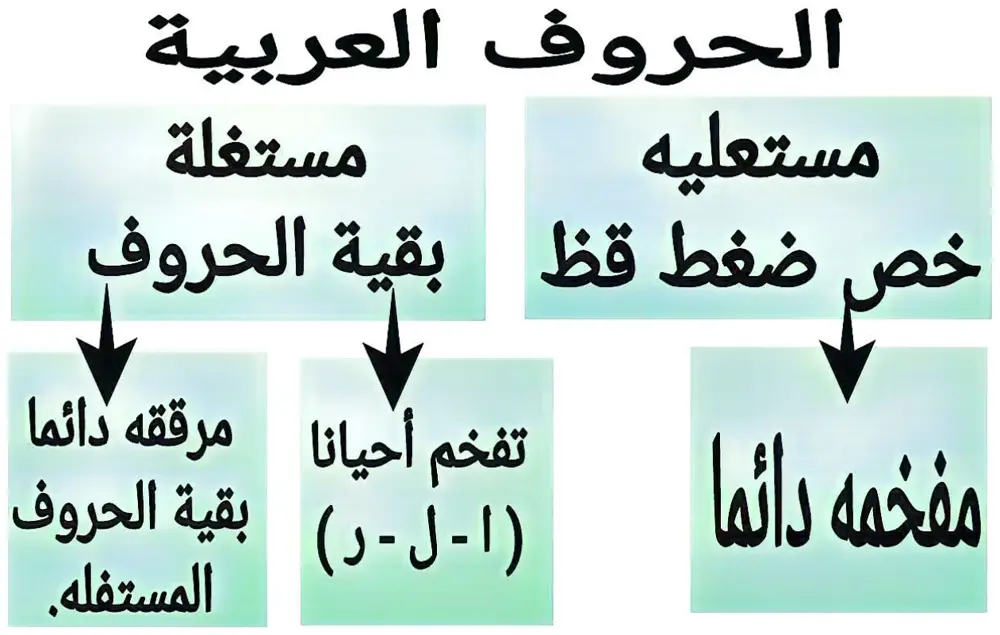 الحروف العربية
مستعليه
خص ضغط قظ
مفخمه دائما
مستغلة
بقية الحروف
تفخم أحيانا
( ا - ل - ر )
مرققه دائما
بقية الحروف
المستفله.